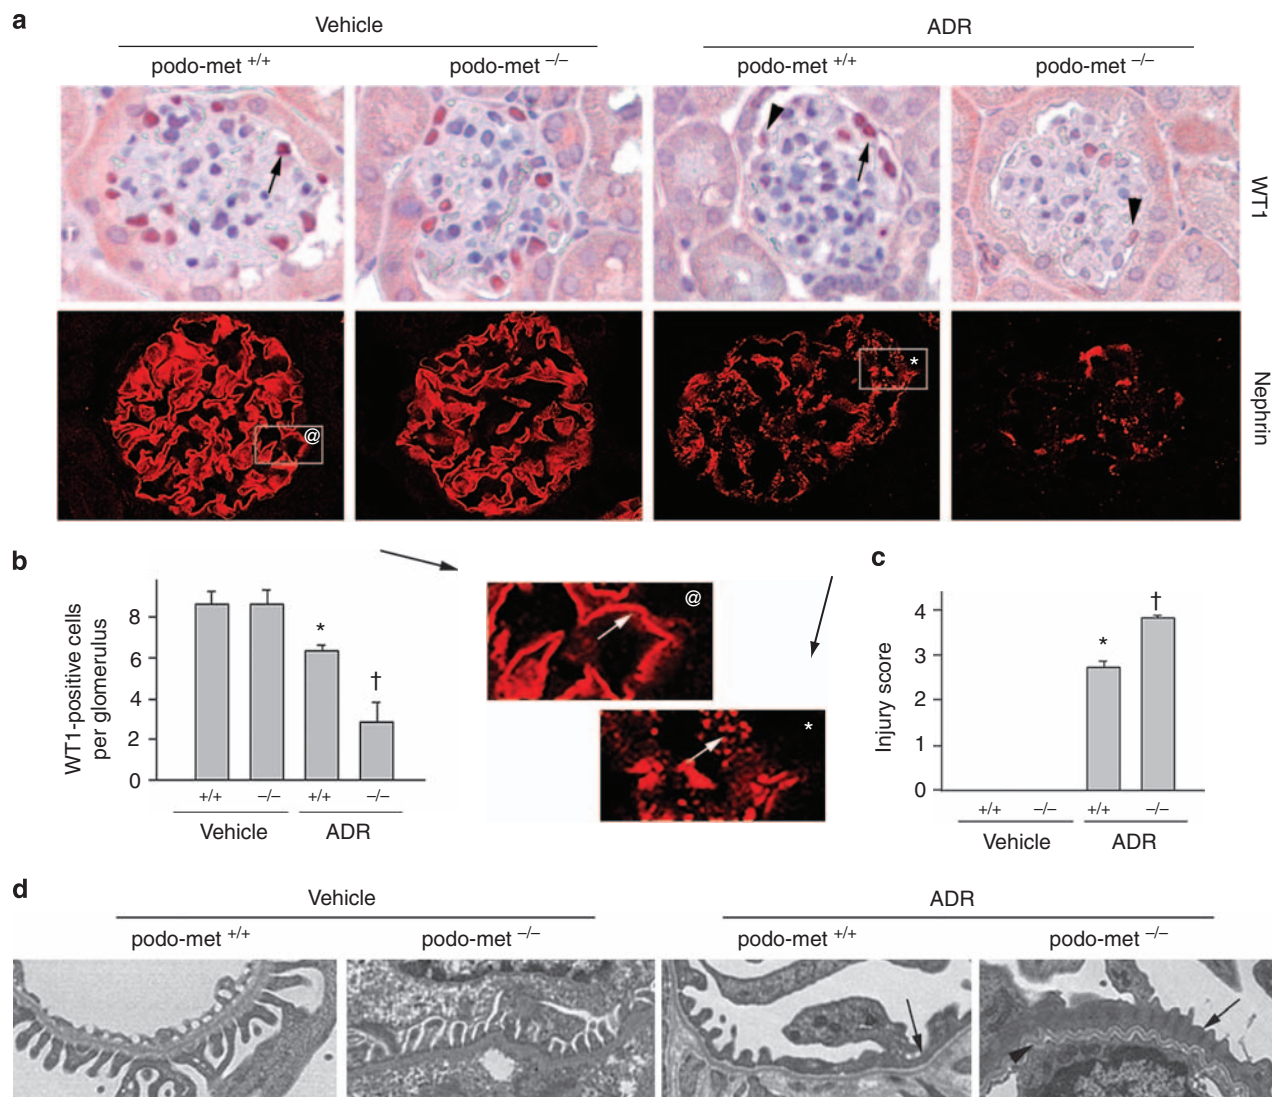 a
Vehicle
ADR
podo-met +/+
podo-met –/–
podo-met +/+
podo-met –/–
WT1
@
*
Nephrin
b
WT1-positive cells
per glomerulus
8
6
4
2
0
*
†
+/+
–/–
+/+
–/–
Vehicle
ADR
@
*
c
Injury score
4
3
2
1
0
*
†
+/+
–/–
+/+
–/–
Vehicle
ADR
d
Vehicle
ADR
podo-met +/+
podo-met –/–
podo-met +/+
podo-met –/–